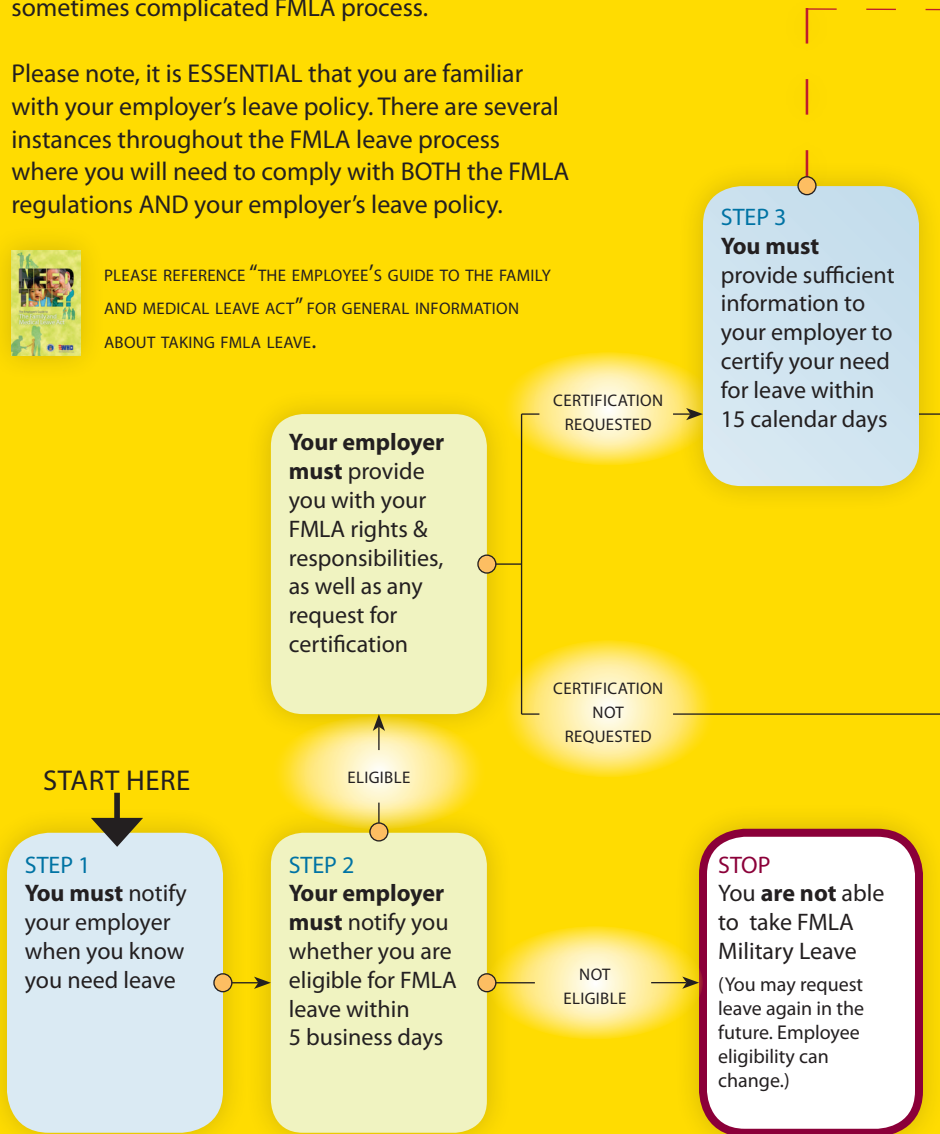 sometimes complicated FMLA process.
Please note, it is ESSENTIAL that you are familiar
with your employer’s leave policy. There are several
instances throughout the FMLA leave process
where you will need to comply with BOTH the FMLA
regulations AND your employer’s leave policy.
NEED
TIME?
PLEASE REFERENCE “THE EMPLOYEE’S GUIDE TO THE FAMILY
AND MEDICAL LEAVE ACT” FOR GENERAL INFORMATION
ABOUT TAKING FMLA LEAVE.
START HERE
STEP 1
You must notify
your employer
when you know
you need leave
STEP 2
Your employer
must notify you
whether you are
eligible for FMLA
leave within
5 business days
ELIGIBLE
Your employer
must provide
you with your
FMLA rights &
responsibilities,
as well as any
request for
certification
CERTIFICATION
REQUESTED
STEP 3
You must
provide sufficient
information to
your employer to
certify your need
for leave within
15 calendar days
CERTIFICATION
NOT
REQUESTED
NOT
ELIGIBLE
STOP
You are not able
to take FMLA
Military Leave
(You may request
leave again in the
future. Employee
eligibility can
change.)